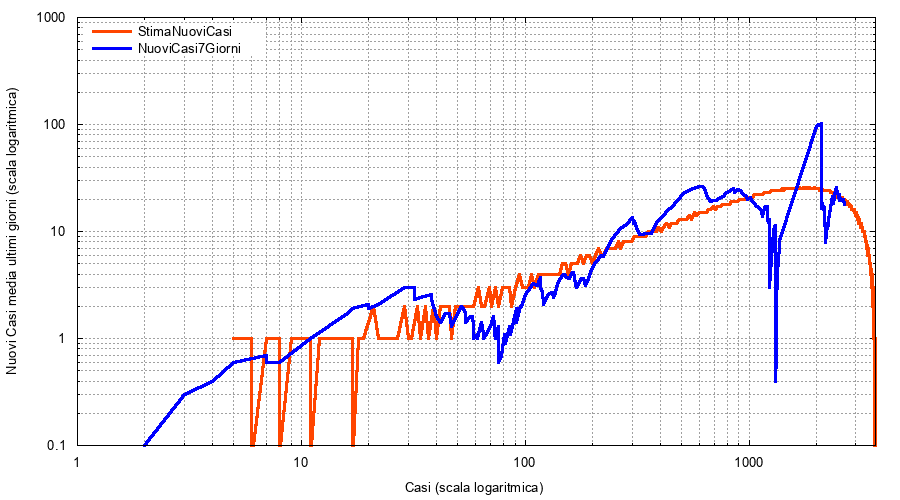 1000
100
10
1
0.1
1
10
100
1000
StimaNuoviCasi
NuoviCasi7Giorni
Nuovi Casi media ultimi giorni (scala logaritmica)
Casi (scala logaritmica)